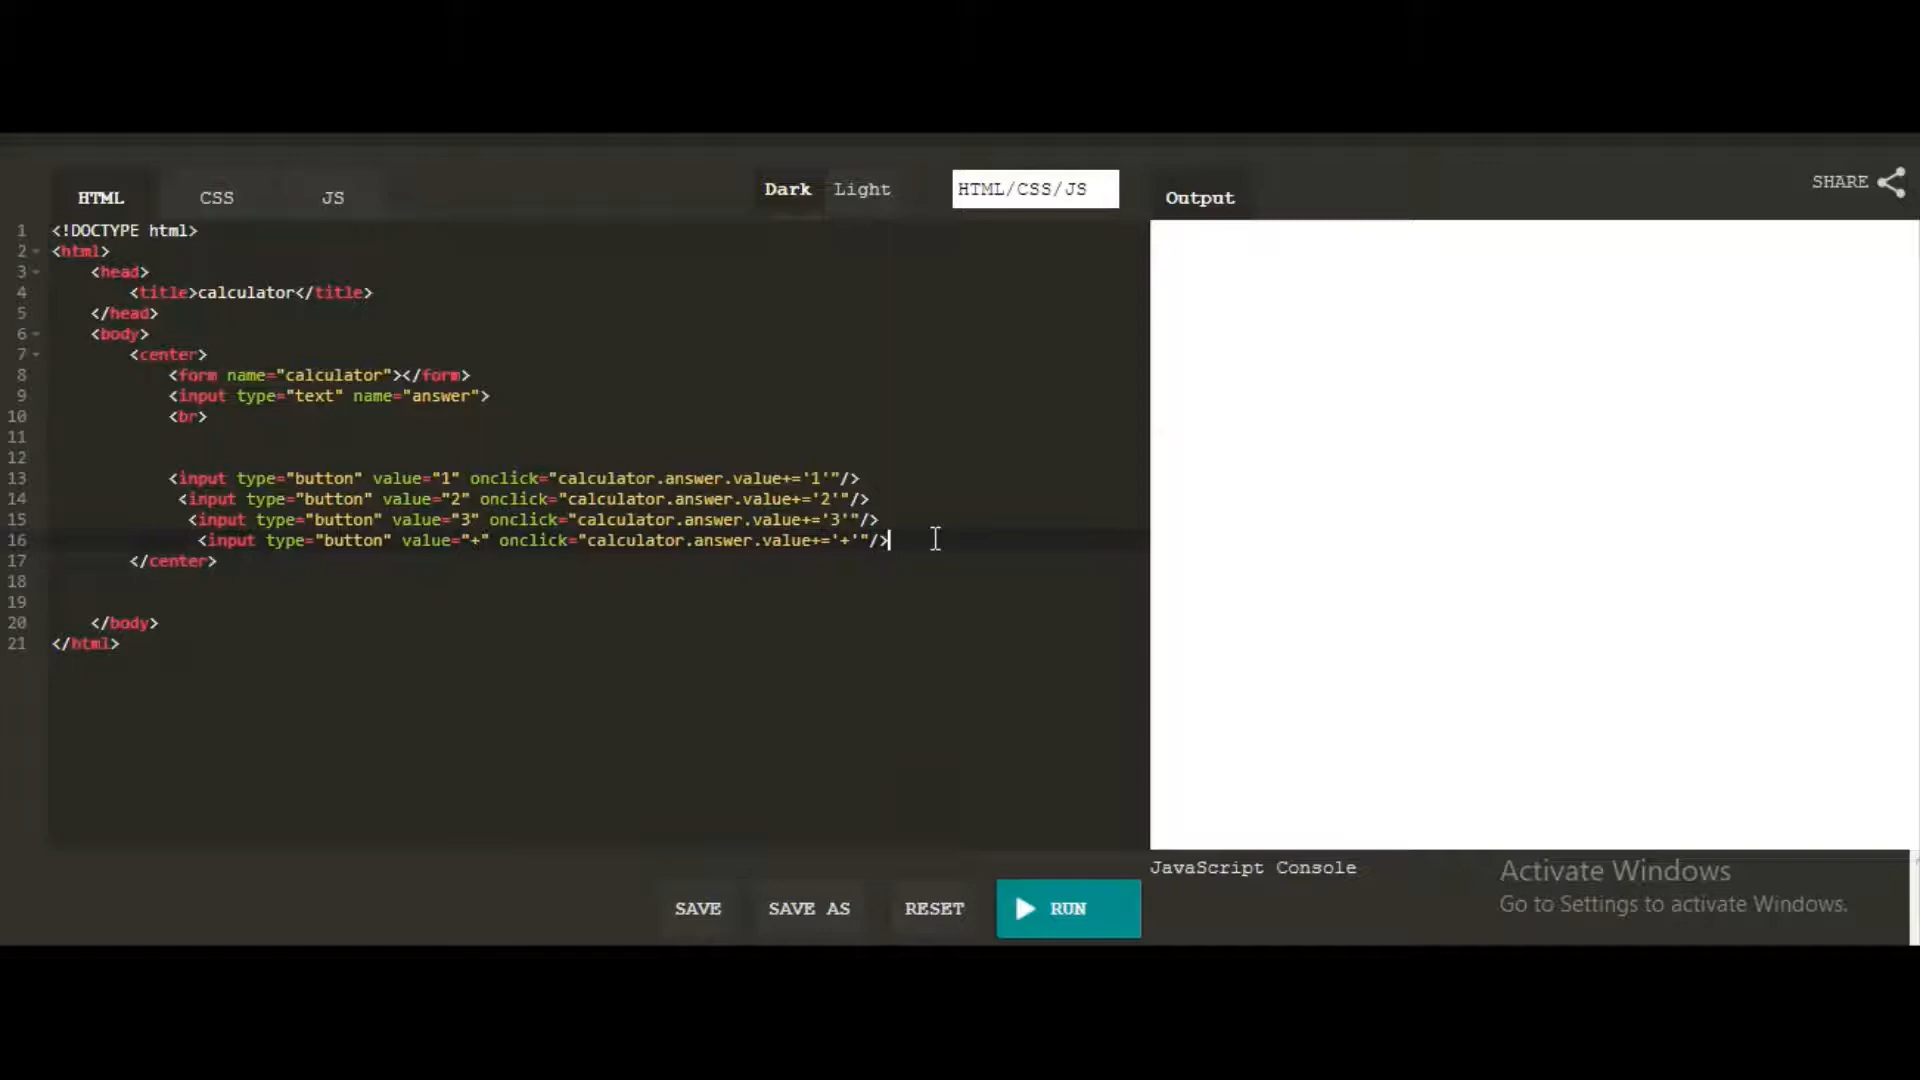 HTML
CSS
JS
Dark
Light
HTML/CSS/JS
Output
SHARE
1 <!DOCTYPE html>
2 <html>
3 <head>
4 <title>calculator</title>
5 </head>
6 <body>
7 <center>
8 <form name="calculator"></form>
9 <input type="text" name="answer">
10 <br>
11
12
13 <input type="button" value="1" onclick="calculator.answer.value+='1'"/>
14 <input type="button" value="2" onclick="calculator.answer.value+='2'"/>
15 <input type="button" value="3" onclick="calculator.answer.value+='3'"/>
16 <input type="button" value="+" onclick="calculator.answer.value+='+'"/>
17 </center>
18
19
20 </body>
21 </html>
SAVE
SAVE AS
RESET
RUN
JavaScript Console
Activate Windows
Go to Settings to activate Windows.